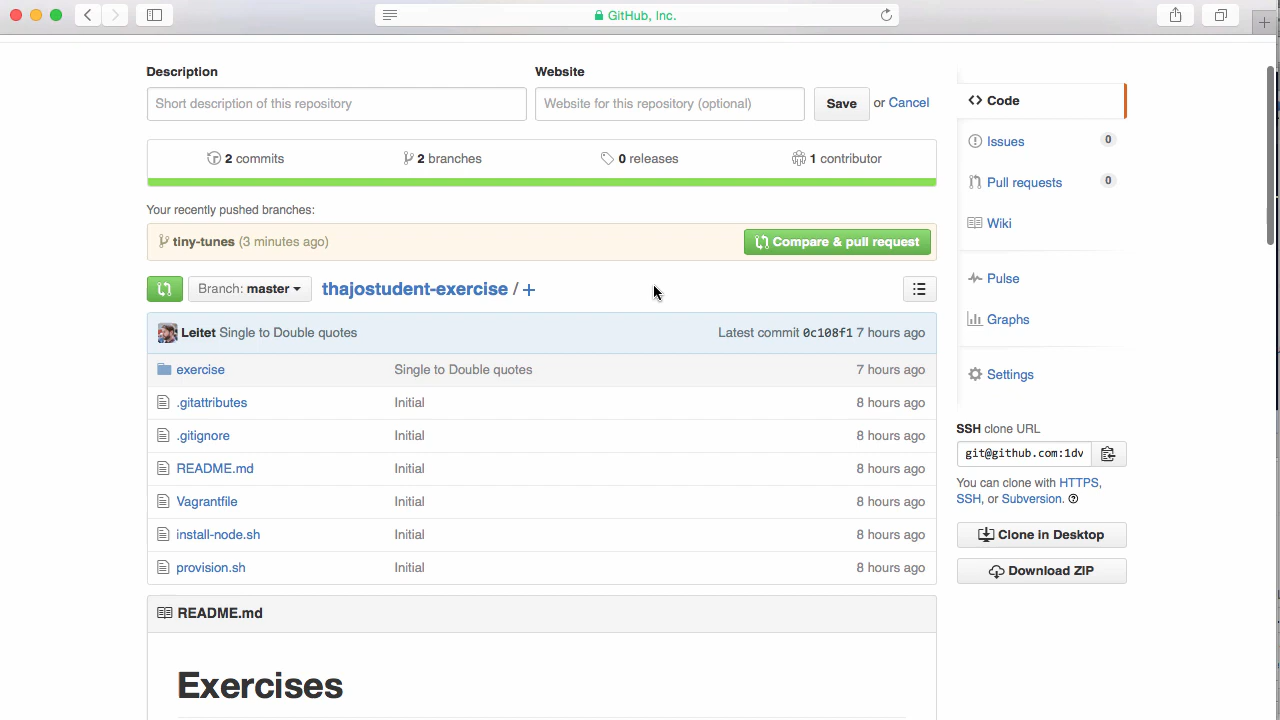 GitHub, Inc.
Description
Website
Short description of this repository
Website for this repository (optional)
Save or Cancel
2 commits
2 branches
0 releases
1 contributor
Your recently pushed branches:
tiny-tunes (3 minutes ago)
Compare & pull request
Branch: master
thajostudent-exercise / +
Leitet Single to Double quotes
Latest commit 0c108f1 7 hours ago
exercise Single to Double quotes 7 hours ago
.gitattributes Initial 8 hours ago
.gitignore Initial 8 hours ago
README.md Initial 8 hours ago
Vagrantfile Initial 8 hours ago
install-node.sh Initial 8 hours ago
provision.sh Initial 8 hours ago
README.md
Exercises
<> Code
Issues 0
Pull requests 0
Wiki
Pulse
Graphs
Settings
SSH clone URL
git@github.com:1dv
You can clone with HTTPS,
SSH, or Subversion.
Clone in Desktop
Download ZIP